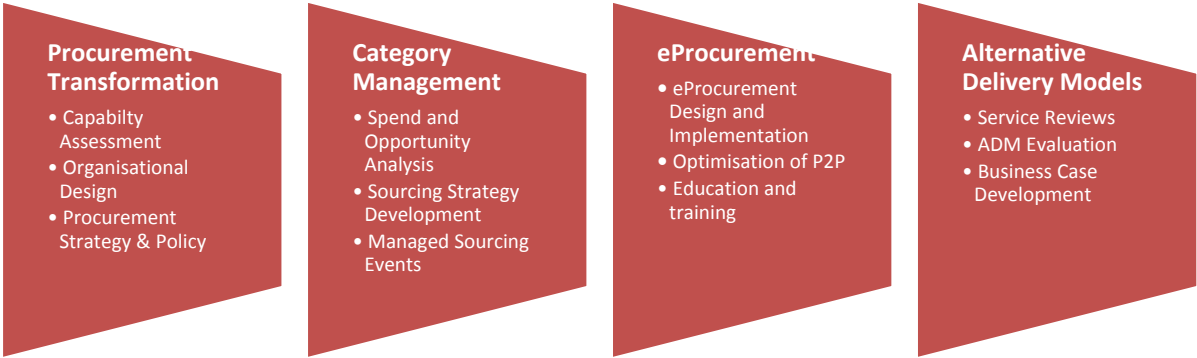 Procurement
Transformation
• Capabilty
Assessment
• Organisational
Design
• Procurement
Strategy & Policy
Category
Management
• Spend and
Opportunity
Analysis
• Sourcing Strategy
Development
• Managed Sourcing
Events
eProcurement
• eProcurement
Design and
Implementation
• Optimisation of P2P
• Education and
training
Alternative
Delivery Models
• Service Reviews
• ADM Evaluation
• Business Case
Development